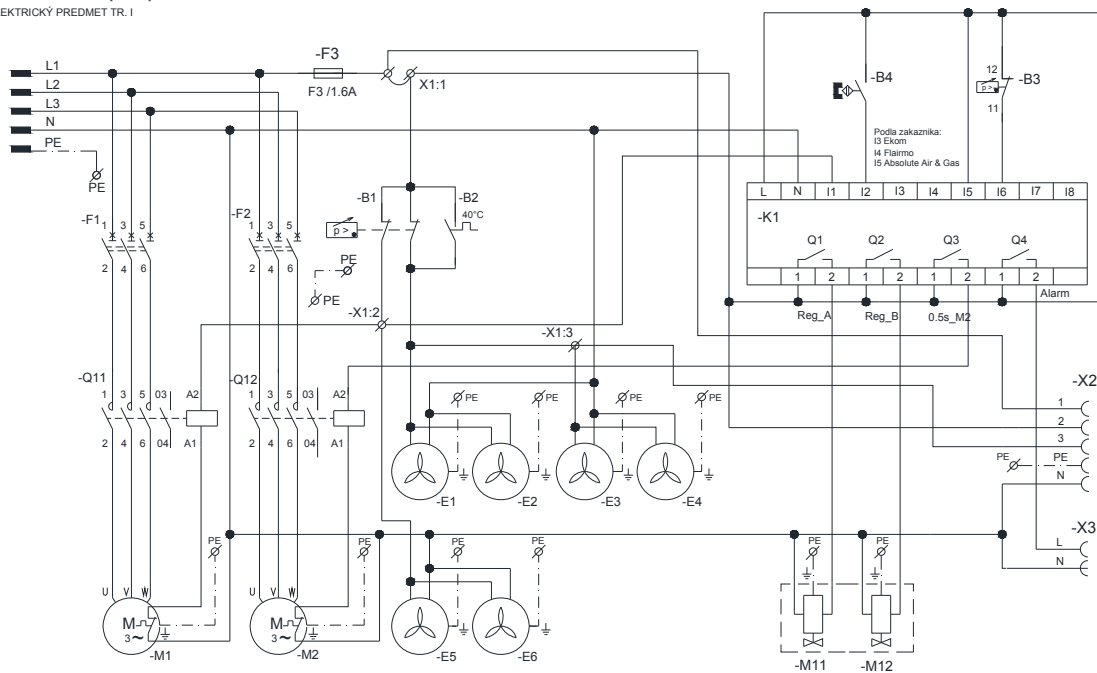 EKTRICKÝ PREDMET TR. I
L1
L2
L3
N
PE
PE
-F3
F3 /1.6A
X1:1
-B4
12
-B3
p >
11
Podla zakaznika:
I3 Ekom
I4 Flairmo
I5 Absolute Air & Gas
L N I1 I2 I3 I4 I5 I6 I7 I8
-K1
Q1 Q2 Q3 Q4
1 2 1 2 1 2 1 2
Reg_A Reg_B 0.5s_M2 Alarm
-F1 1 3 5
2 4 6
-F2 1 3 5
2 4 6
-B1 -B2
40°C
p >
PE
PE
-X1:2
-X1:3
-Q11
1 3 5 03 A2
2 4 6 04 A1
-Q12
1 3 5 03 A2
2 4 6 04 A1
PE PE PE PE
-E1 -E2 -E3 -E4
-X2
1
2
3
PE PE
N
-X3
L
N
PE PE PE PE PE PE
U V W
M
3 ~
-M1
U V W
M
3 ~
-M2
-E5 -E6
-M11 -M12